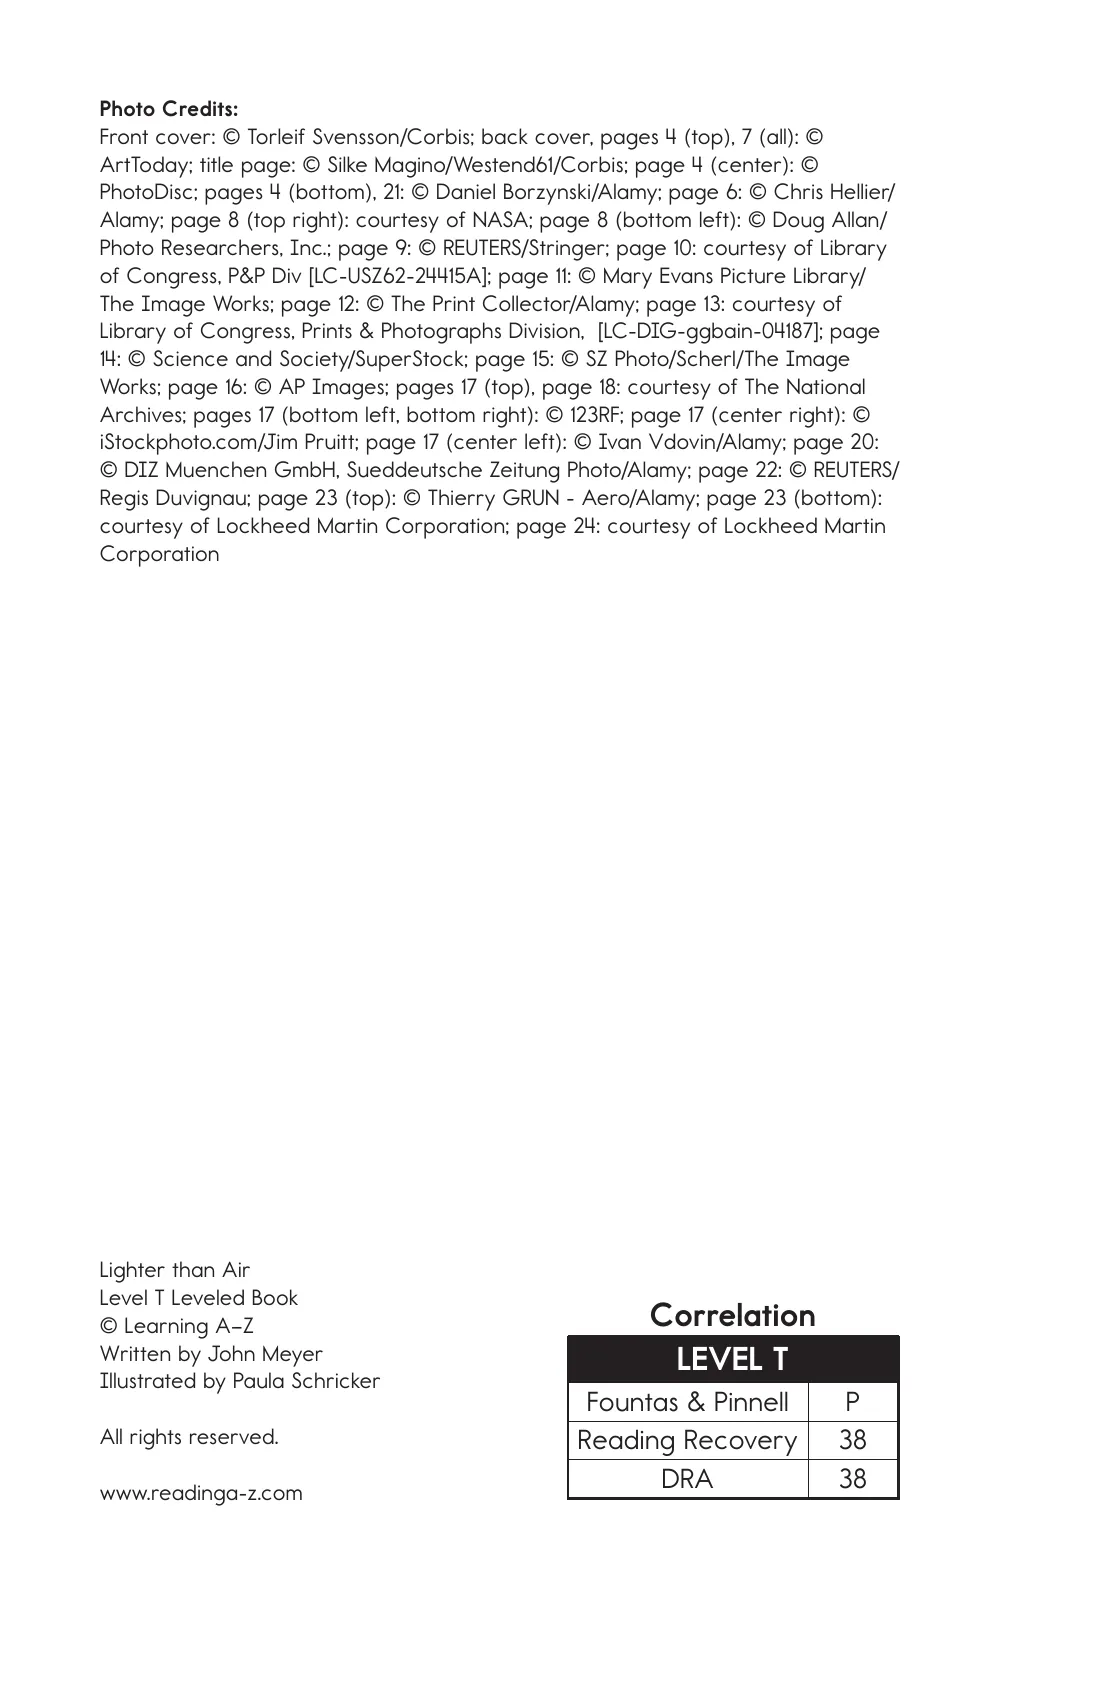 Photo Credits:
Front cover: © Torleif Svensson/Corbis; back cover, pages 4 (top), 7 (all): ©
ArtToday; title page: © Silke Magino/Westend61/Corbis; page 4 (center): ©
PhotoDisc; pages 4 (bottom), 21: © Daniel Borzynski/Alamy; page 6: © Chris Hellier/
Alamy; page 8 (top right): courtesy of NASA; page 8 (bottom left): © Doug Allan/
Photo Researchers, Inc.; page 9: © REUTERS/Stringer; page 10: courtesy of Library
of Congress, P&P Div [LC-USZ62-24415A]; page 11: © Mary Evans Picture Library/
The Image Works; page 12: © The Print Collector/Alamy; page 13: courtesy of
Library of Congress, Prints & Photographs Division,  [LC-DIG-ggbain-04187]; page
14: © Science and Society/SuperStock; page 15: © SZ Photo/Scherl/The Image
Works; page 16: © AP Images; pages 17 (top), page 18: courtesy of The National
Archives; pages 17 (bottom left, bottom right): © 123RF; page 17 (center right): ©
iStockphoto.com/Jim Pruitt; page 17 (center left): © Ivan Vdovin/Alamy; page 20:
© DIZ Muenchen GmbH, Sueddeutsche Zeitung Photo/Alamy; page 22: © REUTERS/
Regis Duvignau; page 23 (top): © Thierry GRUN - Aero/Alamy; page 23 (bottom):
courtesy of Lockheed Martin Corporation; page 24: courtesy of Lockheed Martin
Corporation
Lighter than Air
Level T Leveled Book
© Learning A–Z
Written by John Meyer
Illustrated by Paula Schricker
All rights reserved.
www.readinga-z.com
Correlation
LEVEL T
Fountas & Pinnell P
Reading Recovery 38
DRA 38